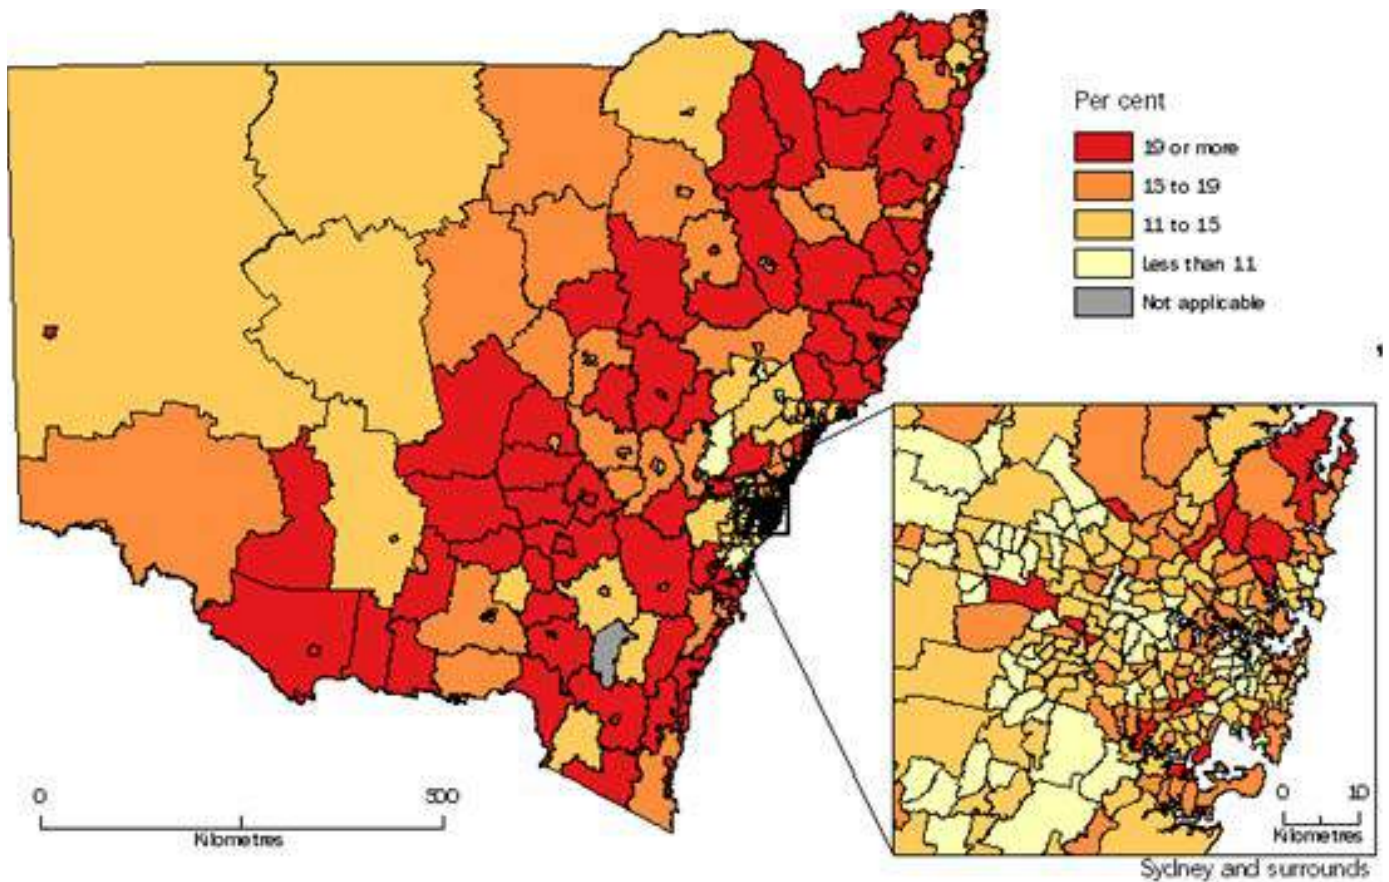 Per cent
19 or more
15 to 19
11 to 15
Less than 11
Not applicable
0 300
Kilometres
0 10
Kilometres
Sydney and surrounds